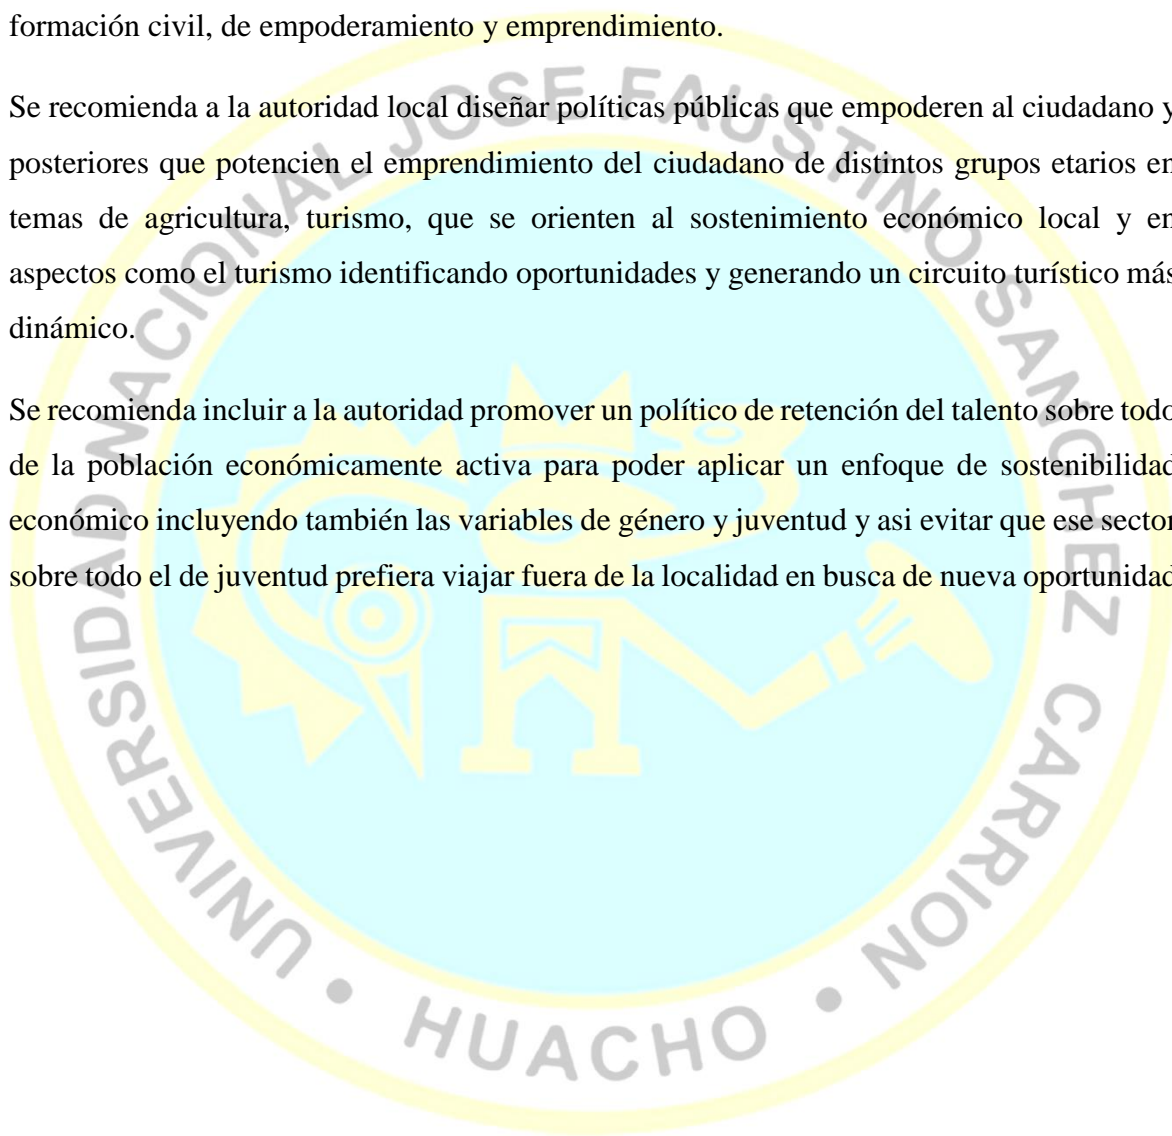 formación civil, de empoderamiento y emprendimiento.
Se recomienda a la autoridad local diseñar políticas públicas que empoderen al ciudadano y
posteriores que potencien el emprendimiento del ciudadano de distintos grupos etarios en
temas de agricultura, turismo, que se orienten al sostenimiento económico local y en
aspectos como el turismo identificando oportunidades y generando un circuito turístico más
dinámico.
Se recomienda incluir a la autoridad promover un político de retención del talento sobre todo
de la población económicamente activa para poder aplicar un enfoque de sostenibilidad
económico incluyendo también las variables de género y juventud y asi evitar que ese sector
sobre todo el de juventud prefiera viajar fuera de la localidad en busca de nueva oportunidad
UNIVERSIDAD NACIONAL JOSE FAUSTINO SANCHEZ CARRION
• HUACHO •